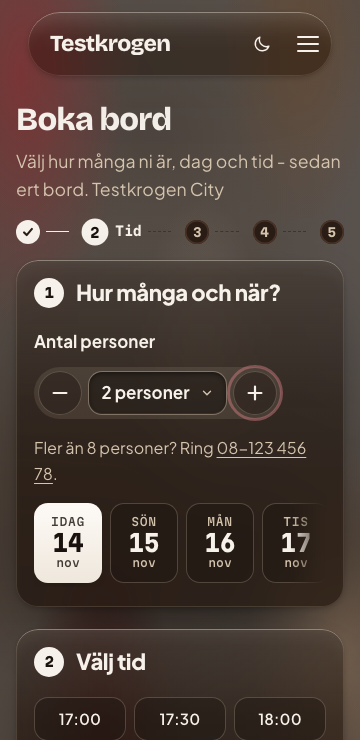 Testkrogen
Boka bord
Välj hur många ni är, dag och tid - sedan
ert bord. Testkrogen City
2 Tid 3 4 5
1 Hur många och när?
Antal personer
− 2 personer +
Fler än 8 personer? Ring 08-123 456
78.
IDAG SÖN MÅN TIS
14 15 16 17
nov nov nov nov
2 Välj tid
17:00 17:30 18:00